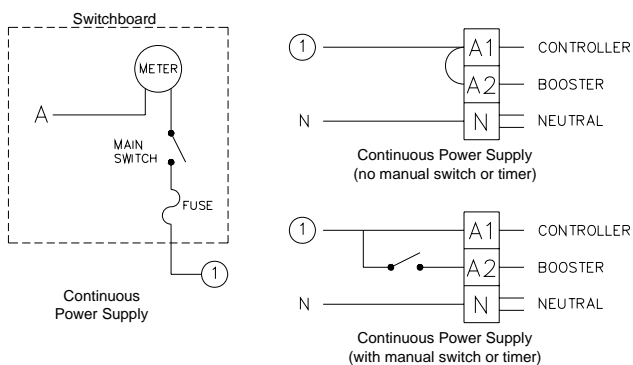 Switchboard
METER
A
MAIN
SWITCH
FUSE
1
Continuous
Power Supply
1 A1 CONTROLLER
A2 BOOSTER
N N NEUTRAL
Continuous Power Supply
(no manual switch or timer)
1 A1 CONTROLLER
A2 BOOSTER
N N NEUTRAL
Continuous Power Supply
(with manual switch or timer)